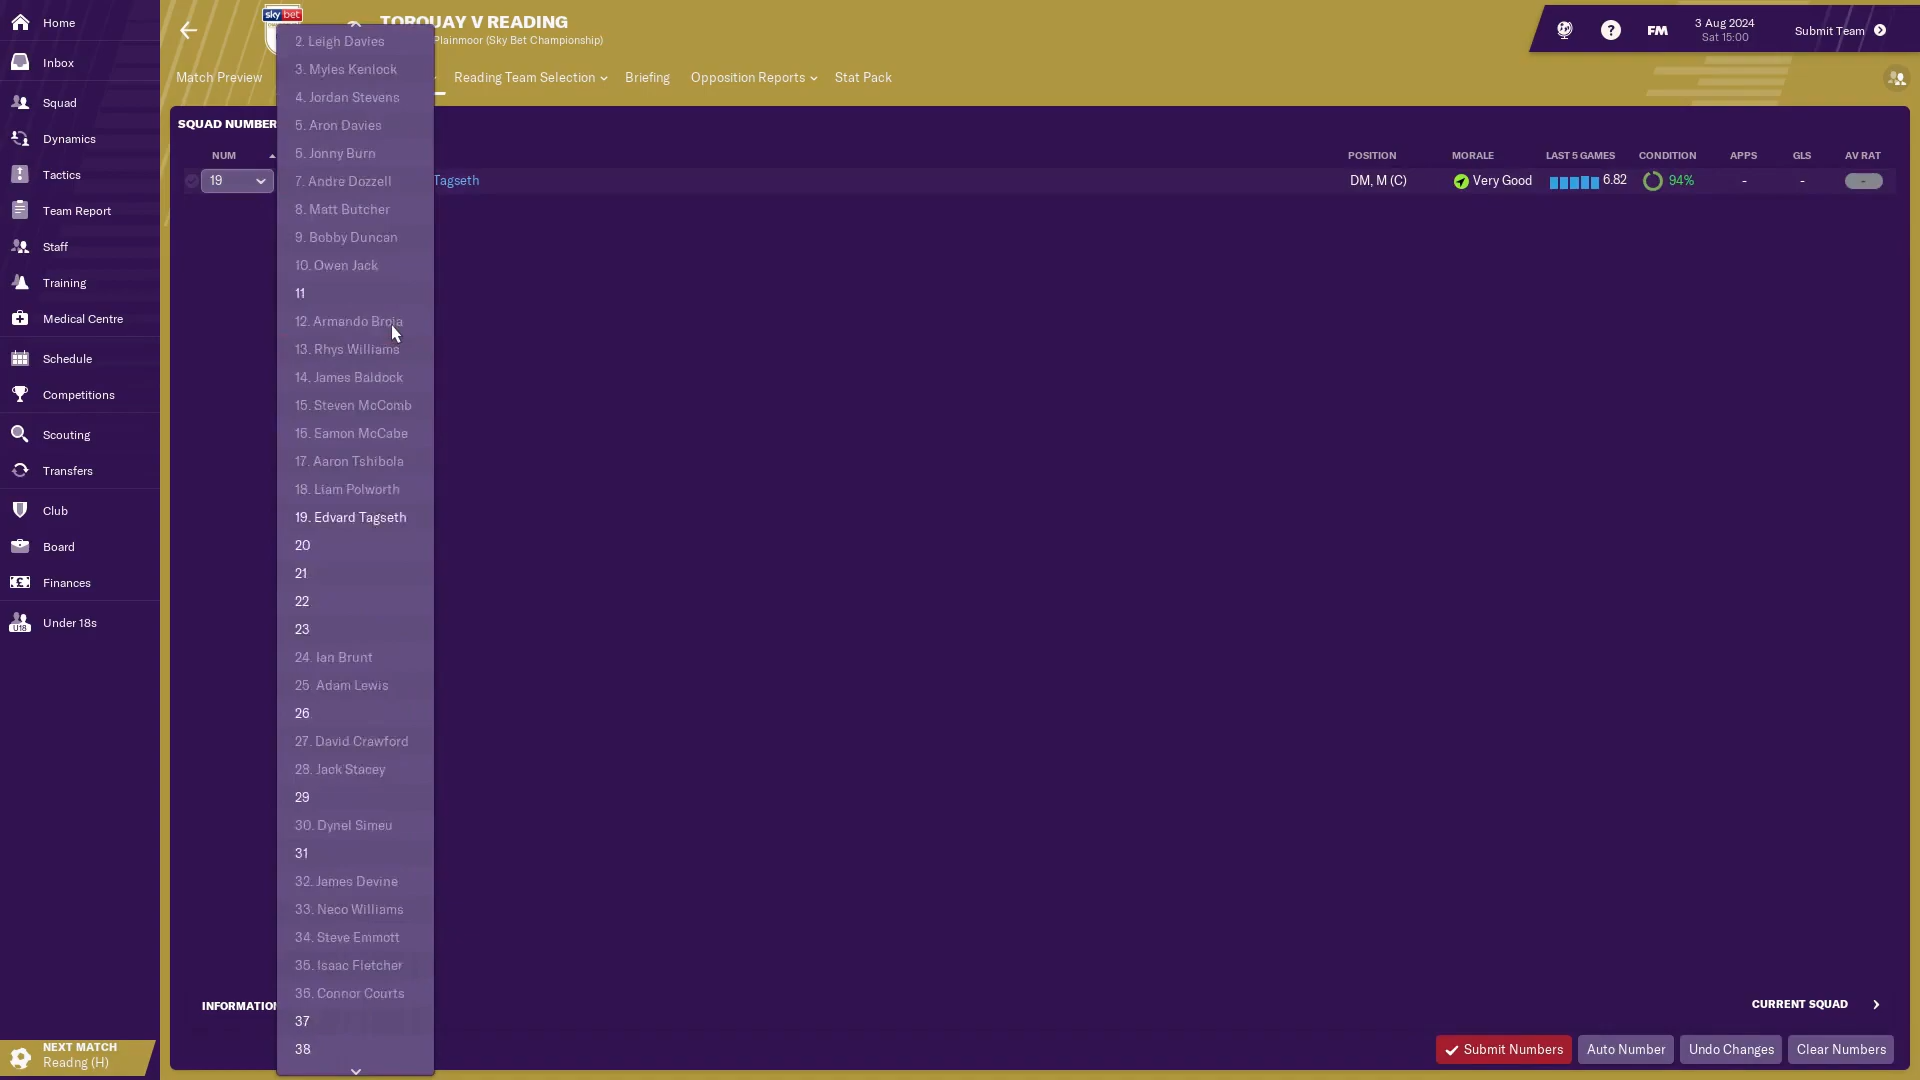 Home
Inbox
Squad
Dynamics
Tactics
Team Report
Staff
Training
Medical Centre
Schedule
Competitions
Scouting
Transfers
Club
Board
Finances
U18
Under 18s
NEXT MATCH
Readng (H)
sky bet
TORQUAY V READING
Plainmoor (Sky Bet Championship)
?
FM
3 Aug 2024
Sat 15:00
Submit Team
Match Preview
Reading Team Selection
Briefing
Opposition Reports
Stat Pack
SQUAD NUMBER
NUM
POSITION
MORALE
LAST 5 GAMES
CONDITION
APPS
GLS
AV RAT
19
Tagseth
DM, M (C)
Very Good
6.82
94%
-
-
-
2. Leigh Davies
3. Myles Kenlock
4. Jordan Stevens
5. Aron Davies
6. Jonny Burn
7. Andre Dozzell
8. Matt Butcher
9. Bobby Duncan
10. Owen Jack
11
12. Armando Broja
13. Rhys Williams
14. James Baldock
15. Steven McComb
16. Eamon McCabe
17. Aaron Tshibola
18. Liam Polworth
19. Edvard Tagseth
20
21
22
23
24. Ian Brunt
25. Adam Lewis
26
27. David Crawford
28. Jack Stacey
29
30. Dynel Simeu
31
32. James Devine
33. Neco Williams
34. Steve Emmott
35. Isaac Fletcher
36. Connor Courts
37
38
INFORMATION
CURRENT SQUAD
Submit Numbers
Auto Number
Undo Changes
Clear Numbers